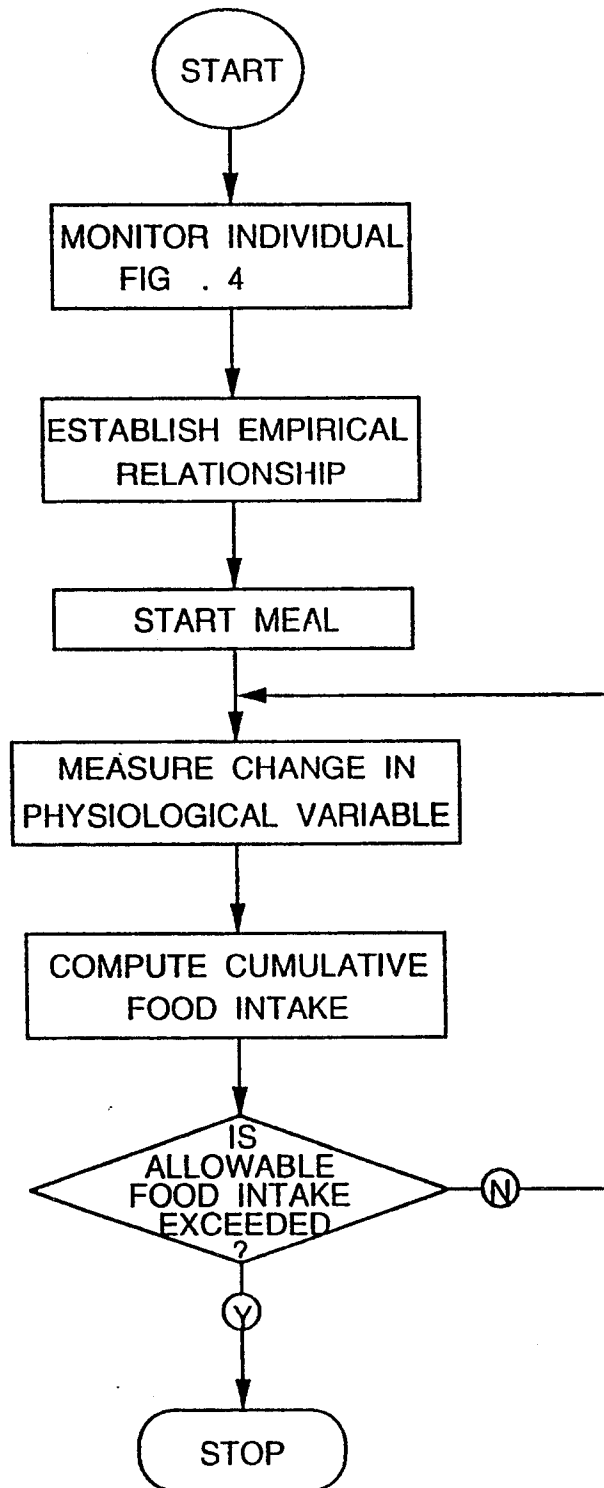 START
MONITOR INDIVIDUAL
FIG . 4
ESTABLISH EMPIRICAL
RELATIONSHIP
START MEAL
MEASURE CHANGE IN
PHYSIOLOGICAL VARIABLE
COMPUTE CUMULATIVE
FOOD INTAKE
IS
ALLOWABLE
FOOD INTAKE
EXCEEDED
?
N
Y
STOP